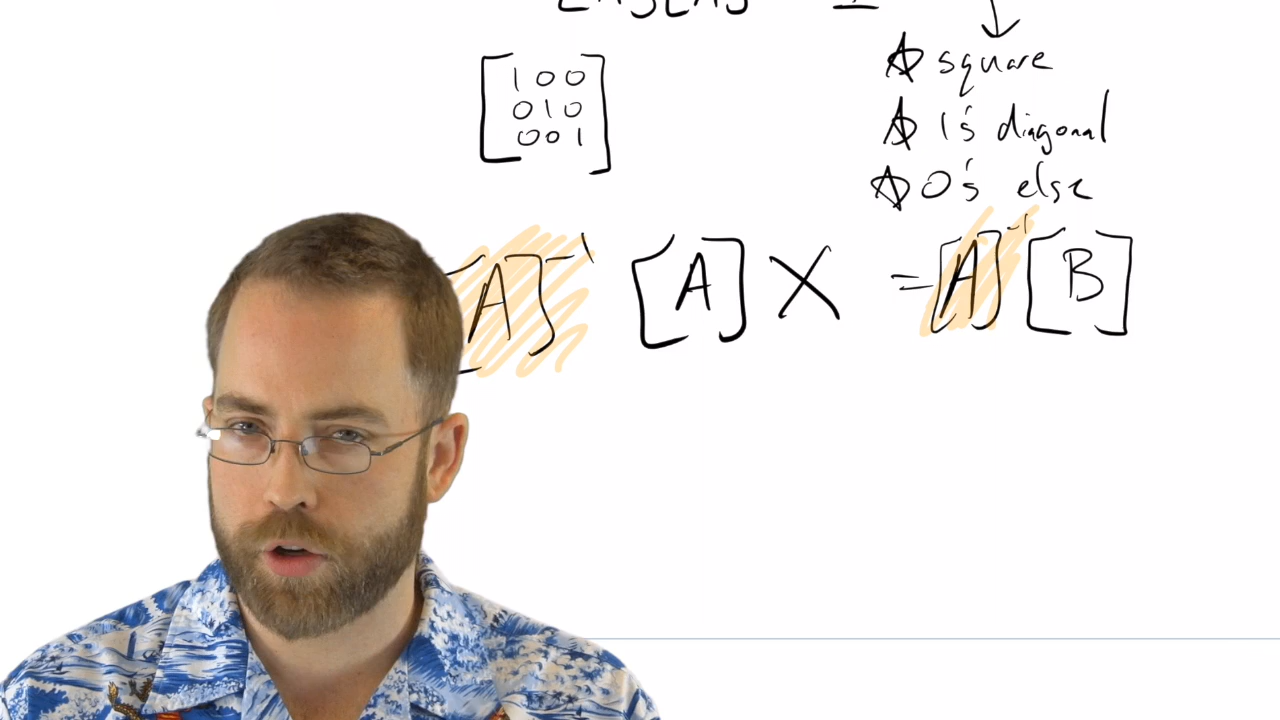 1 0 0
0 1 0
0 0 1
☆ square
☆ 1's diagonal
☆ 0's else
[A]⁻¹ [A] X = [A]⁻¹ [B]